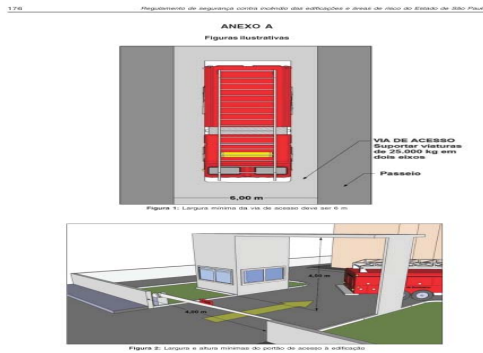 176
Regulamento de segurança contra incêndio das edificações e áreas de risco do Estado de São Paulo
ANEXO A
Figuras ilustrativas
VIA DE ACESSO
Suportar viaturas
de 25.000 kg em
dois eixos
Passeio
6,00 m
Figura 1: Largura mínima da via de acesso deve ser 6 m
4,50 m
4,00 m
Figura 2: Largura e altura mínimas do portão de acesso à edificação